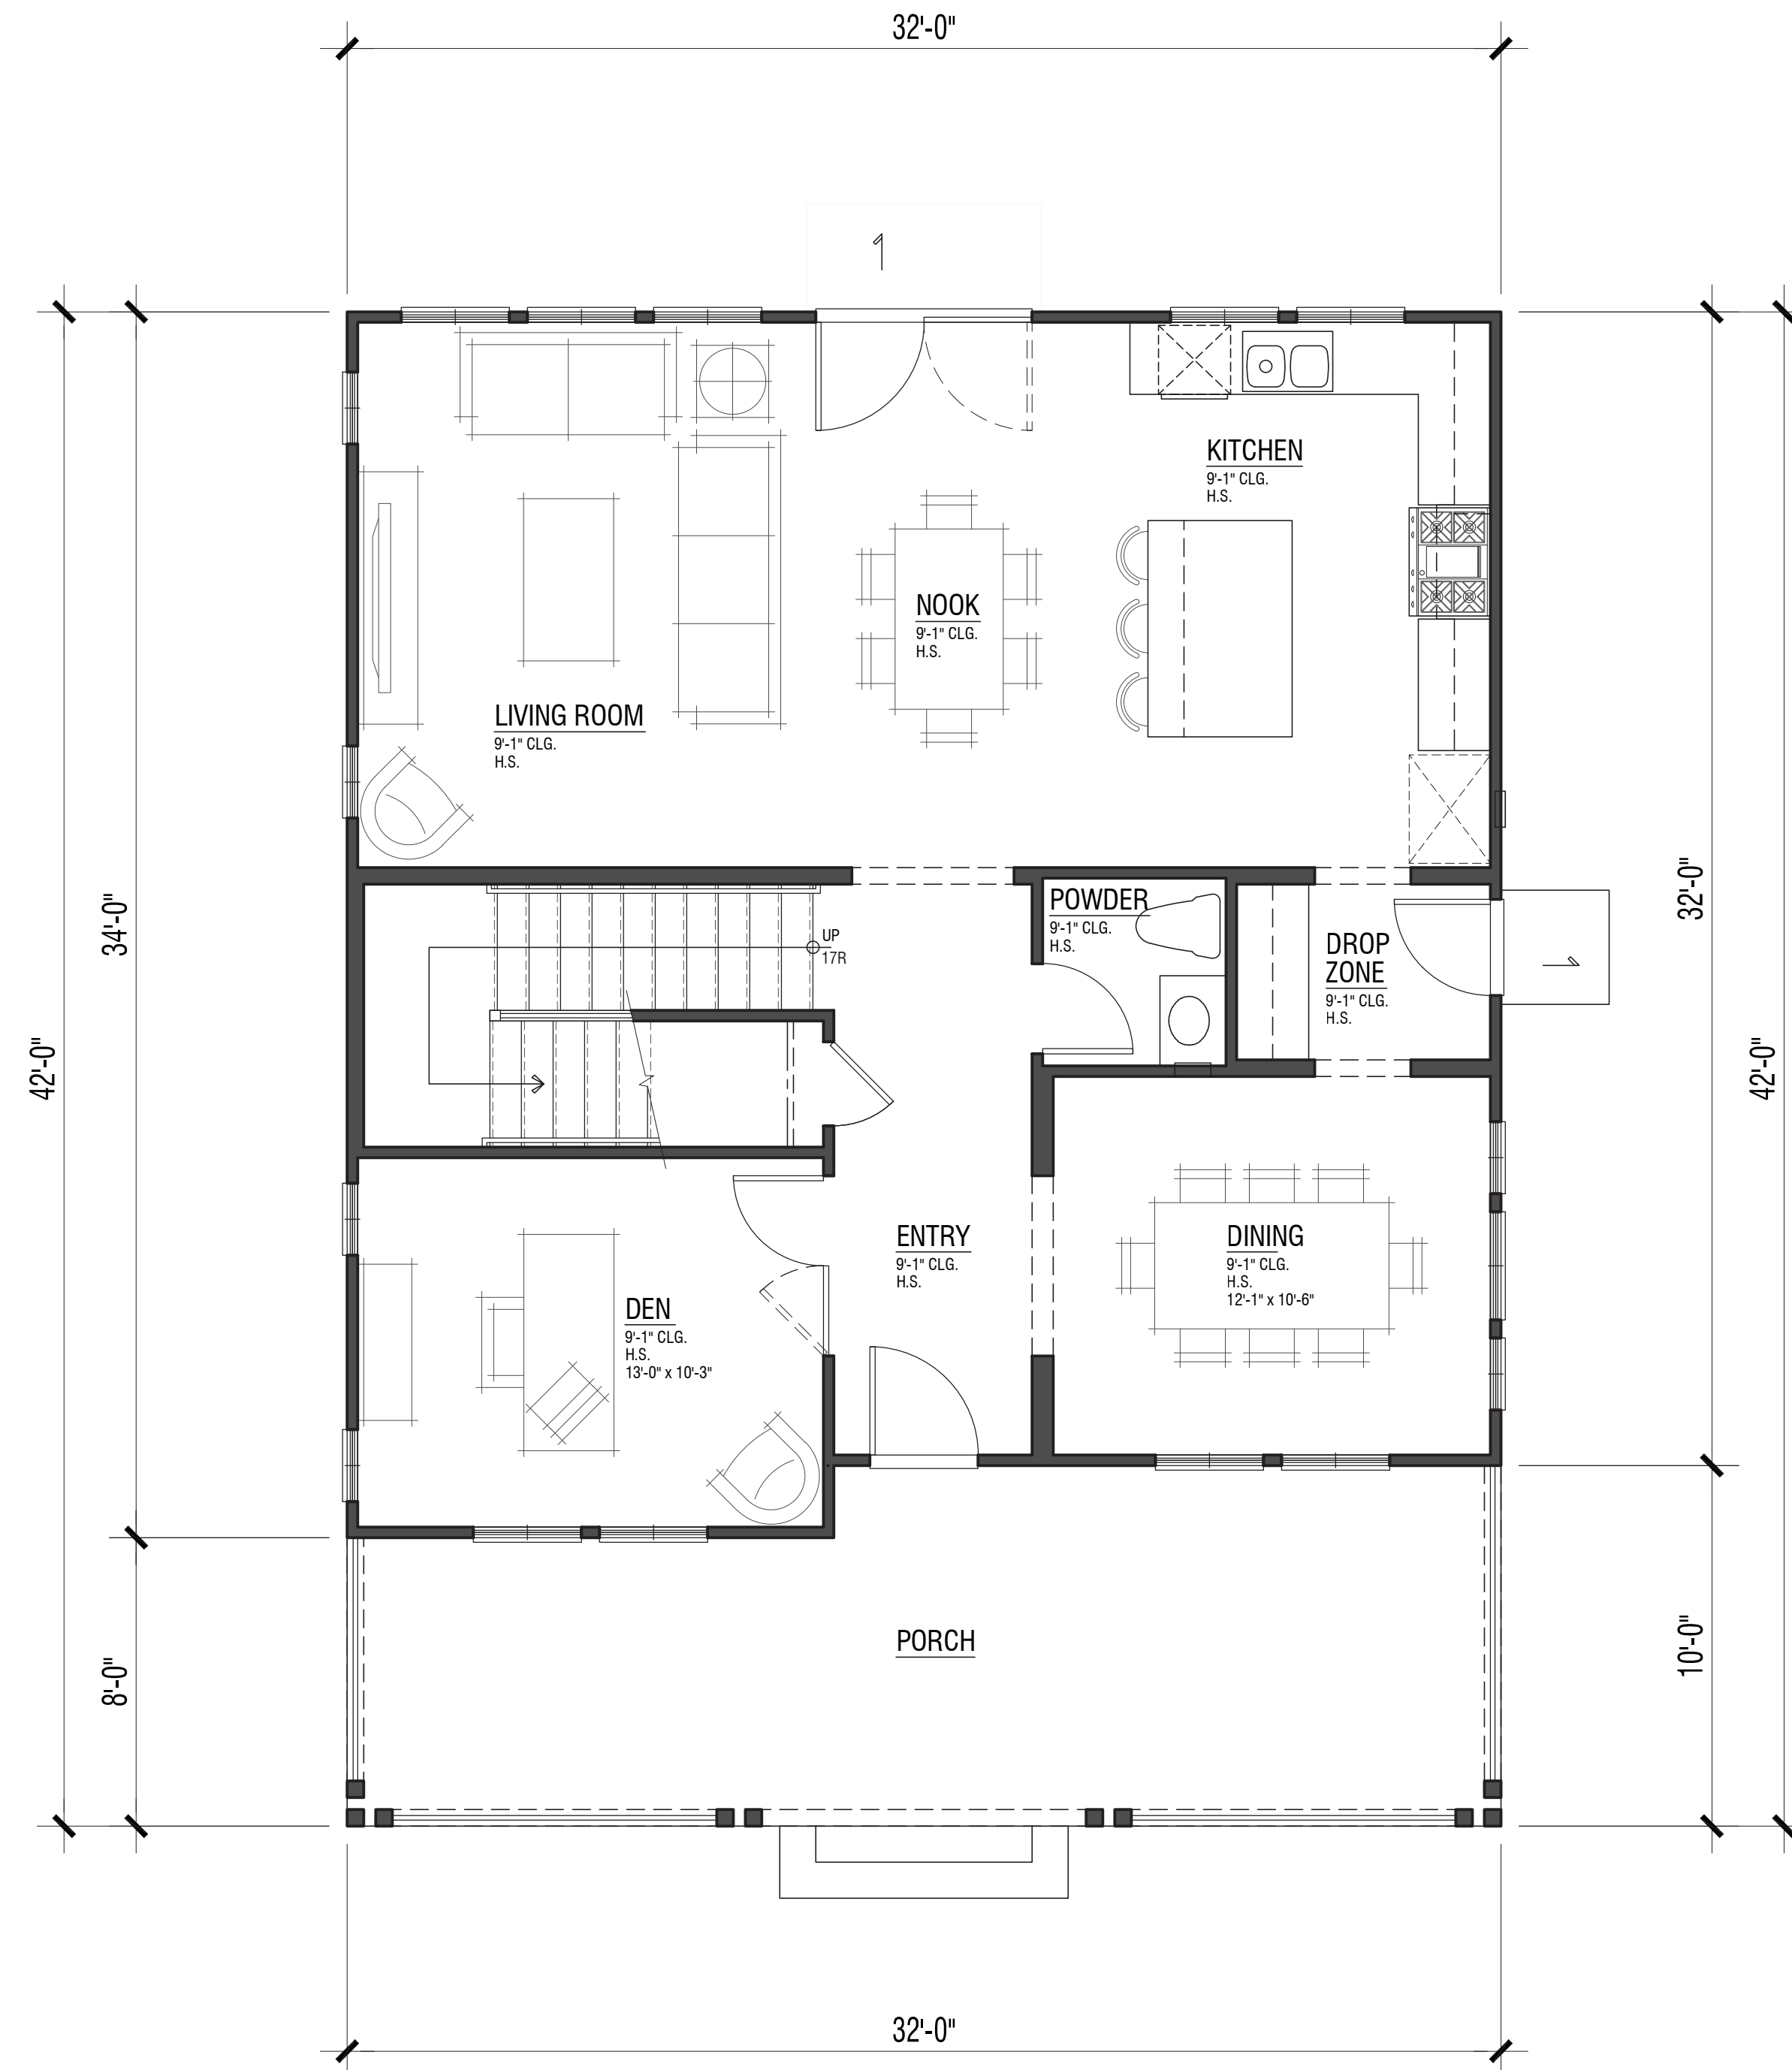 32'-0"
1
KITCHEN
9'-1" CLG.
H.S.
NOOK
9'-1" CLG.
H.S.
LIVING ROOM
9'-1" CLG.
H.S.
POWDER
9'-1" CLG.
H.S.
UP
17R
DROP
ZONE
9'-1" CLG.
H.S.
1
34'-0"
32'-0"
42'-0"
42'-0"
ENTRY
9'-1" CLG.
H.S.
DINING
9'-1" CLG.
H.S.
12'-1" x 10'-6"
DEN
9'-1" CLG.
H.S.
13'-0" x 10'-3"
PORCH
8'-0"
10'-0"
32'-0"